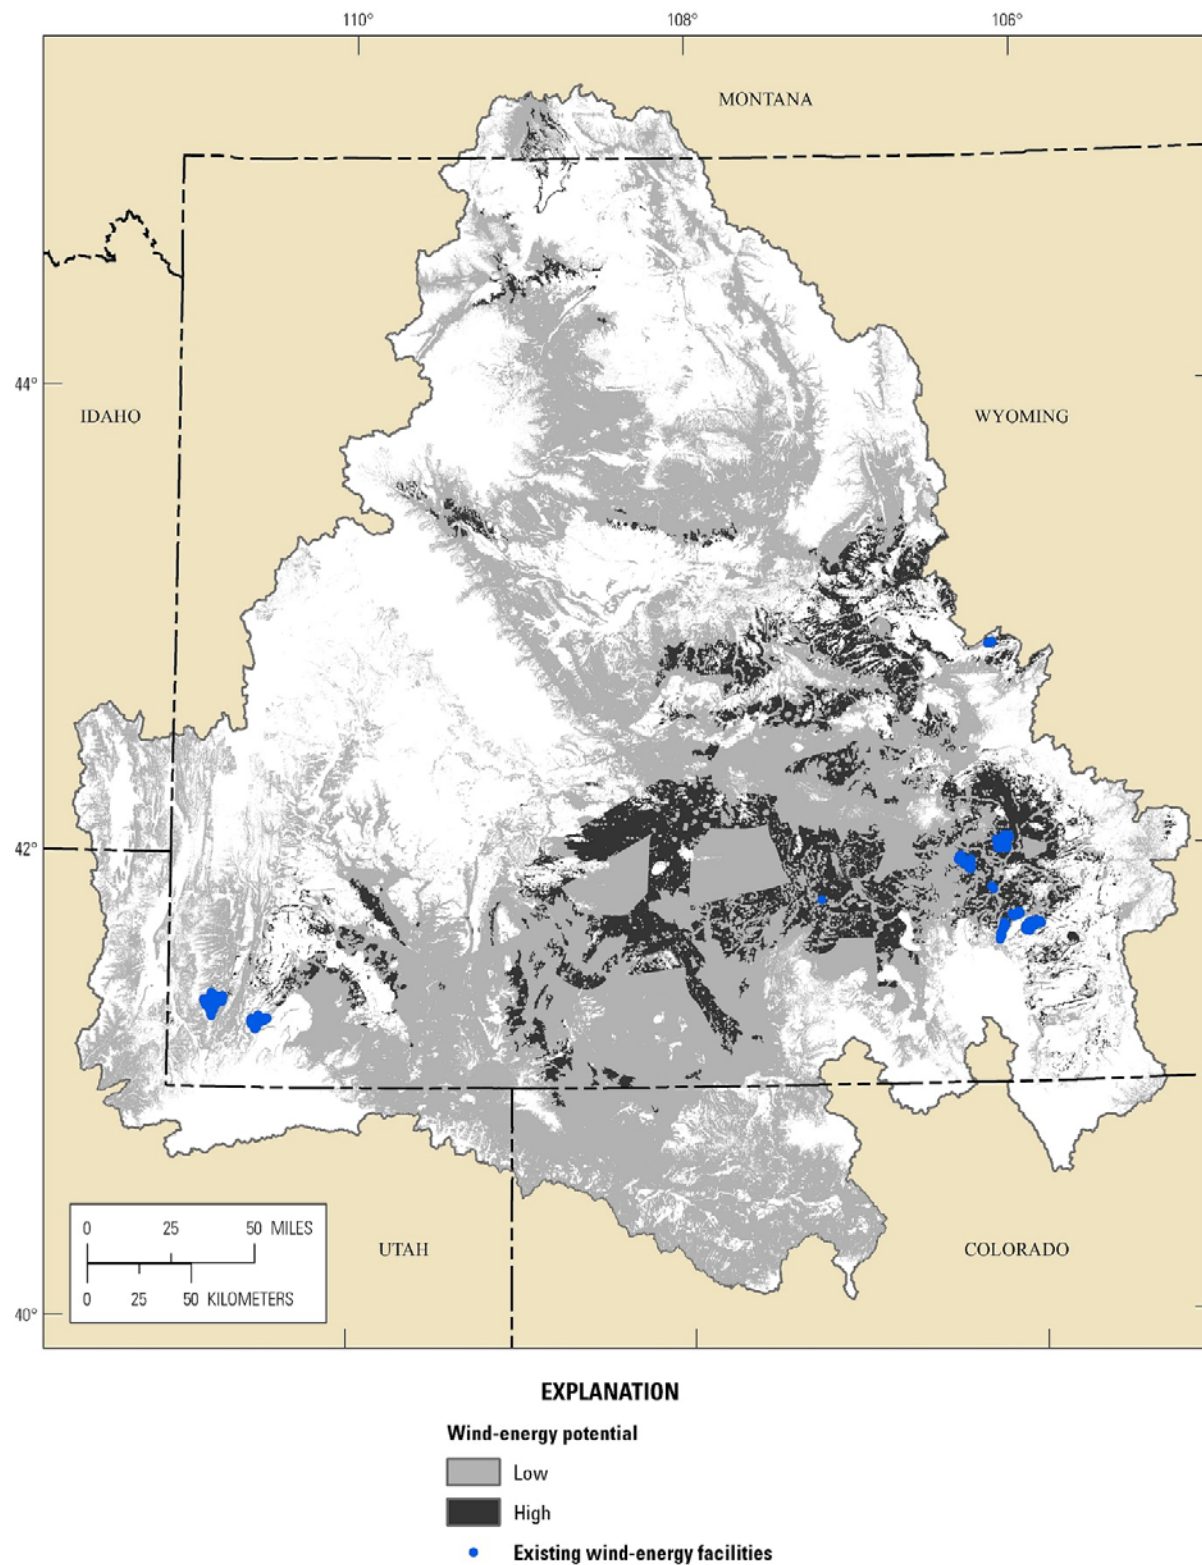 110°
108°
106°
MONTANA
44°
IDAHO
WYOMING
42°
0 25 50 MILES
0 25 50 KILOMETERS
UTAH
COLORADO
40°
EXPLANATION
Wind-energy potential
Low
High
Existing wind-energy facilities